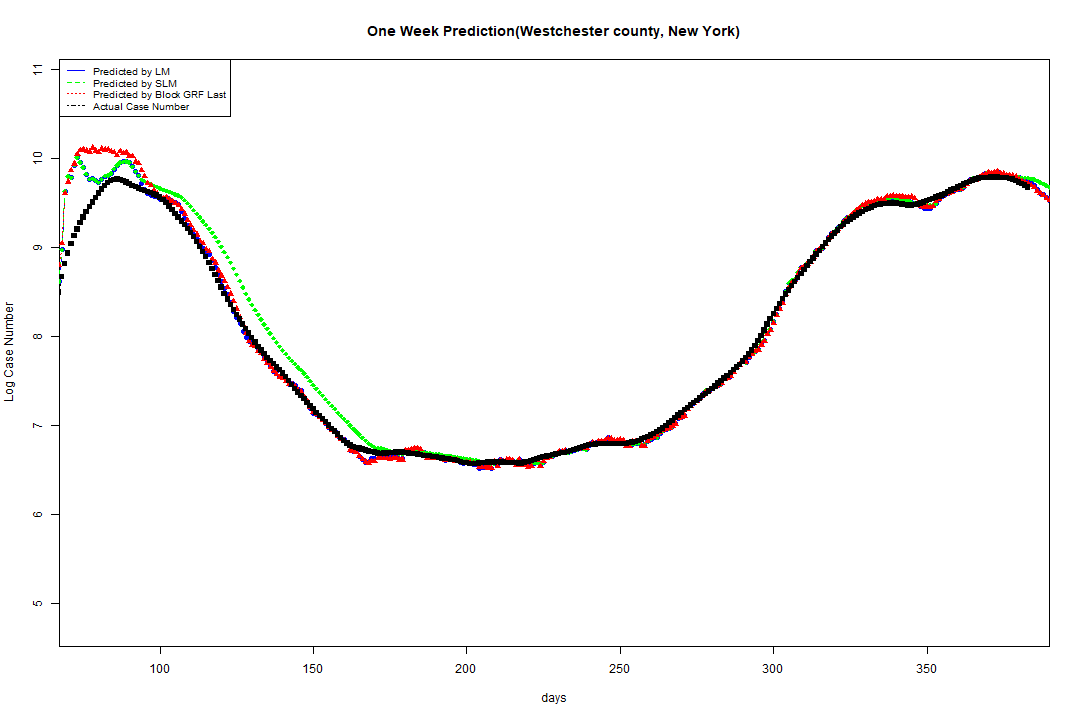 One Week Prediction(Westchester county, New York)
Predicted by LM
Predicted by SLM
Predicted by Block GRF Last
Actual Case Number
Log Case Number
11
10
9
8
7
6
5
100 150 200 250 300 350
days